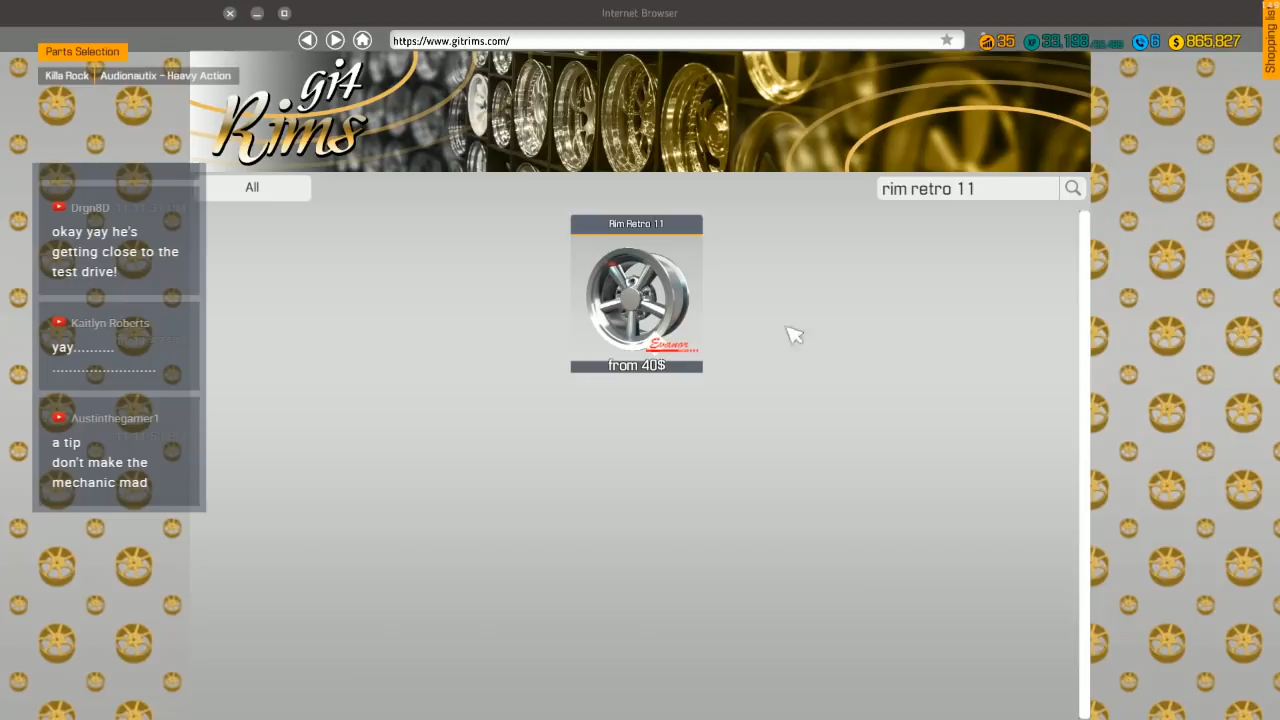 Internet Browser
https://www.gitrims.com/
35
6
865,827
Shopping list
Parts Selection
Killa Rock
Audionautix - Heavy Action
git
Rims
All
rim retro 11
Rim Retro 11
Evanor
from 40$
Drgn8D
okay yay he's
getting close to the
test drive!
Kaitlyn Roberts
yay..........
.........................
Austinthegamer1
a tip
don't make the
mechanic mad